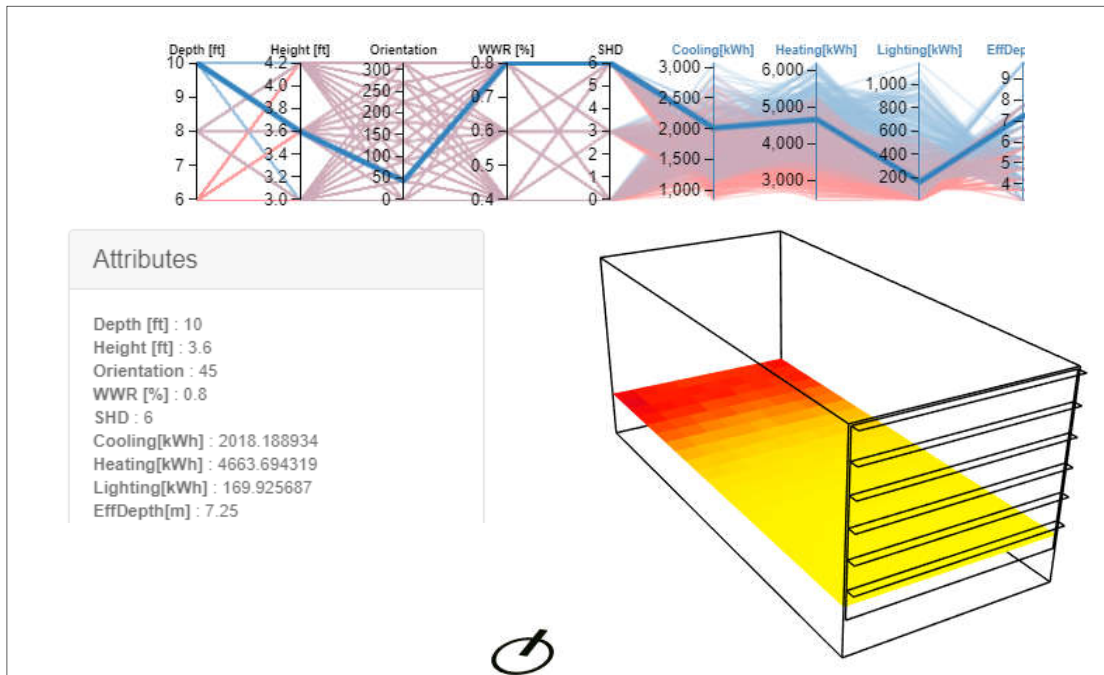 Depth [ft] Height [ft] Orientation WWR [%] SHD Cooling[kWh] Heating[kWh] Lighting[kWh] EffDep
10 9 8 7 6
4.2 4.0 3.8 3.6 3.4 3.2 3.0
300 250 200 150 100 50 0
0.8 0.7 0.6 0.5 0.4
6 5 4 3 2 1 0
3,000 2,500 2,000 1,500 1,000
6,000 5,000 4,000 3,000
1,000 800 600 400 200
9 8 7 6 5 4
Attributes
Depth [ft] : 10
Height [ft] : 3.6
Orientation : 45
WWR [%] : 0.8
SHD : 6
Cooling[kWh] : 2018.188934
Heating[kWh] : 4663.694319
Lighting[kWh] : 169.925687
EffDepth[m] : 7.25